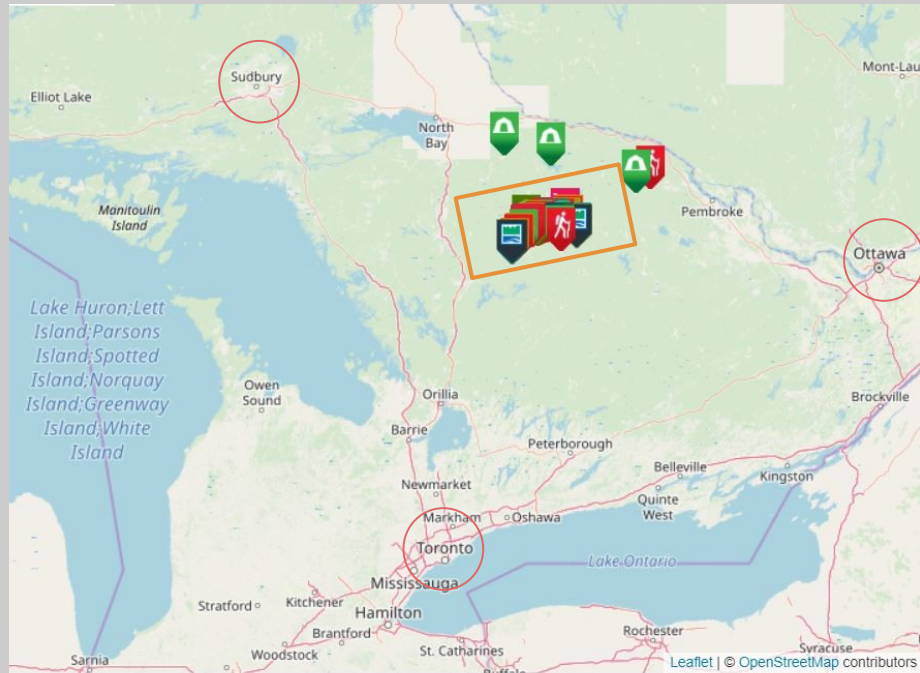 Mont-Lau
Sudbury
Elliot Lake
North
Bay
Manitoulin
Island
Pembroke
Ottawa
Lake Huron;Lett
Island;Parsons
Island;Spotted
Island;Norquay
Island;Greenway
Island;White
Island
Owen
Sound
Orillia
Brockville
Barrie
Peterborough
Belleville
Kingston
Newmarket
Quinte
West
Markham
Oshawa
Toronto
Lake Ontario
Mississauga
Stratford
Kitchener
Hamilton
Brantford
Rochester
St. Catharines
Woodstock
Syracuse
Sarnia
Buffalo
Leaflet | © OpenStreetMap contributors